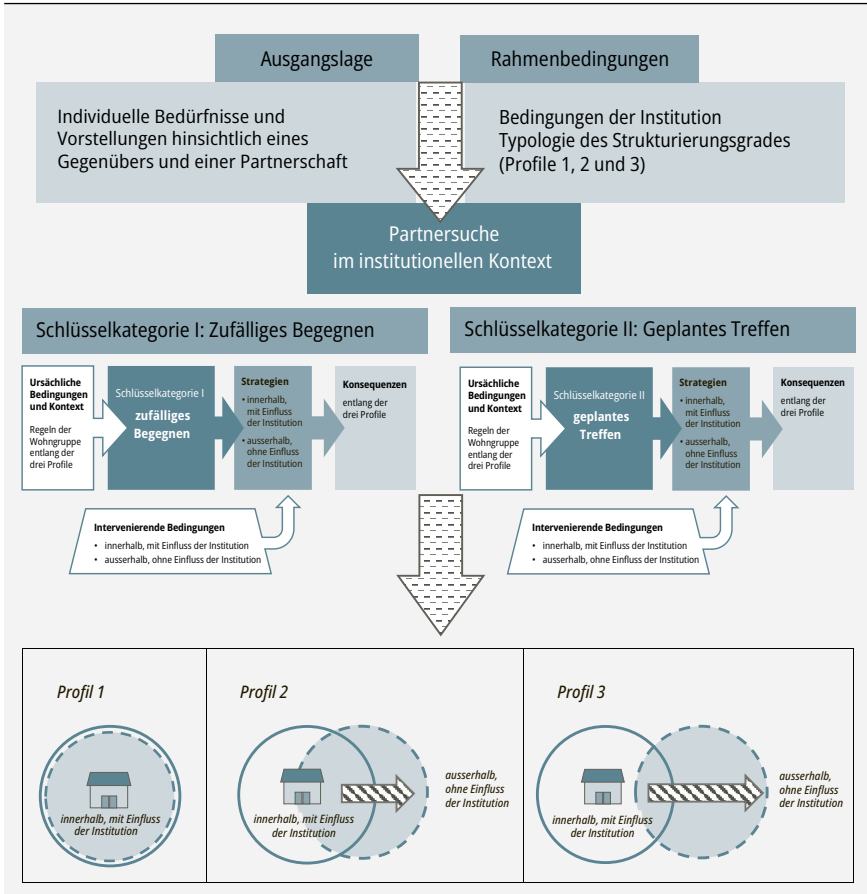 Ausgangslage
Rahmenbedingungen
Individuelle Bedürfnisse und
Vorstellungen hinsichtlich eines
Gegenübers und einer Partnerschaft
Bedingungen der Institution
Typologie des Strukturierungsgrades
(Profile 1, 2 und 3)
Partnersuche
im institutionellen Kontext
Schlüsselkategorie I: Zufälliges Begegnen
Ursächliche
Bedingungen
und Kontext
Regeln der
Wohngruppe
entlang der
drei Profile
Schlüsselkategorie I
zufälliges
Begegnen
Strategien
• innerhalb,
mit Einfluss
der Institution
• ausserhalb,
ohne Einfluss
der Institution
Konsequenzen
entlang der
drei Profile
Intervenierende Bedingungen
• innerhalb, mit Einfluss der Institution
• ausserhalb, ohne Einfluss der Institution
Schlüsselkategorie II: Geplantes Treffen
Ursächliche
Bedingungen
und Kontext
Regeln der
Wohngruppe
entlang der
drei Profile
Schlüsselkategorie II
geplantes
Treffen
Strategien
• innerhalb,
mit Einfluss
der Institution
• ausserhalb,
ohne Einfluss
der Institution
Konsequenzen
entlang der
drei Profile
Intervenierende Bedingungen
• innerhalb, mit Einfluss der Institution
• ausserhalb, ohne Einfluss der Institution
Profil 1
innerhalb, mit Einfluss
der Institution
Profil 2
innerhalb, mit Einfluss
der Institution
ausserhalb,
ohne Einfluss
der Institution
Profil 3
innerhalb, mit Einfluss
der Institution
ausserhalb,
ohne Einfluss
der Institution